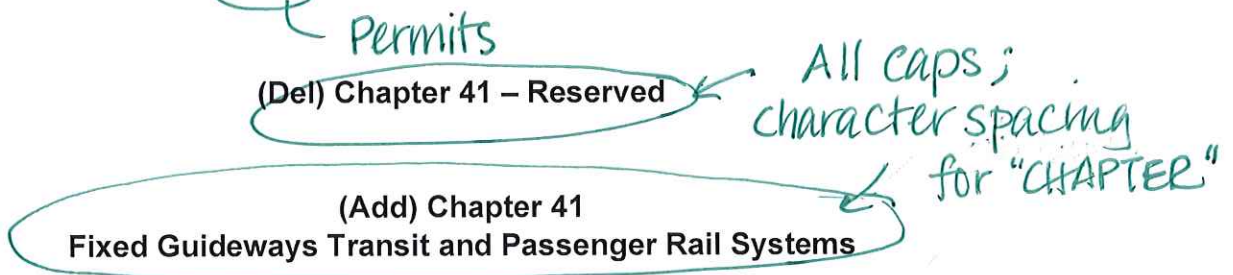 Permits
(Del) Chapter 41 – Reserved
All caps;
character spacing
for "CHAPTER"
(Add) Chapter 41
Fixed Guideways Transit and Passenger Rail Systems